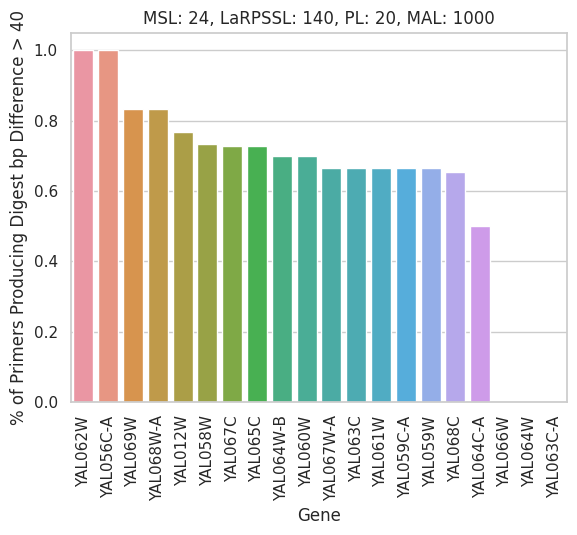 MSL: 24, LaRPSSL: 140, PL: 20, MAL: 1000
% of Primers Producing Digest bp Difference > 40
1.0
0.8
0.6
0.4
0.2
0.0
YAL062W
YAL056C-A
YAL069W
YAL068W-A
YAL012W
YAL058W
YAL067C
YAL065C
YAL064W-B
YAL060W
YAL067W-A
YAL063C
YAL061W
YAL059C-A
YAL059W
YAL068C
YAL064C-A
YAL066W
YAL064W
YAL063C-A
Gene